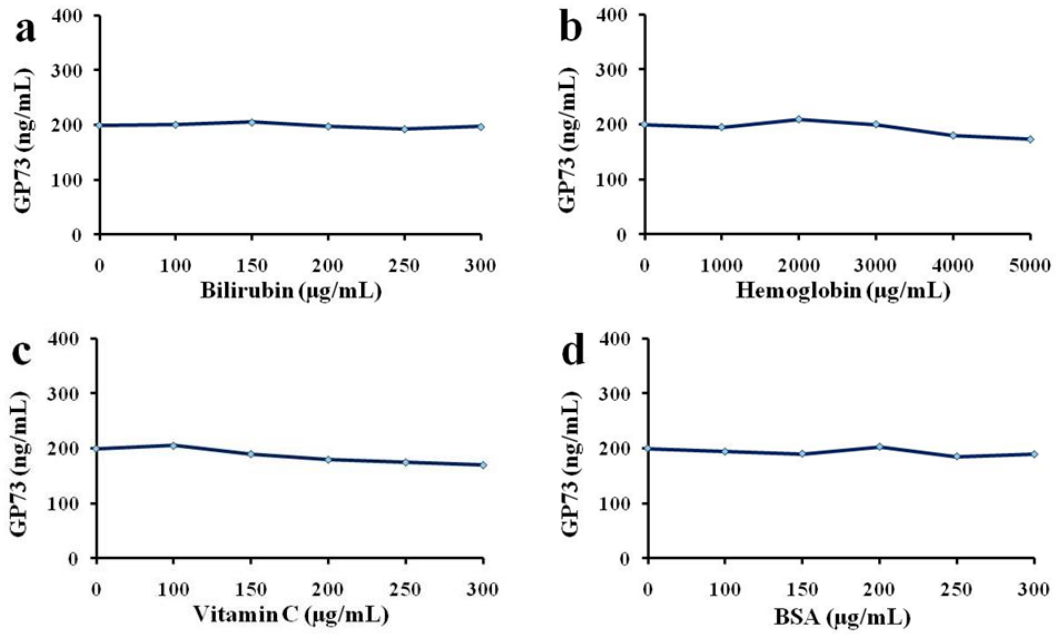 a
GP73 (ng/mL)
400
300
200
100
0
0 100 150 200 250 300
Bilirubin (μg/mL)
b
GP73 (ng/mL)
400
300
200
100
0
0 1000 2000 3000 4000 5000
Hemoglobin (μg/mL)
c
GP73 (ng/mL)
400
300
200
100
0
0 100 150 200 250 300
Vitamin C (μg/mL)
d
GP73 (ng/mL)
400
300
200
100
0
0 100 150 200 250 300
BSA (μg/mL)